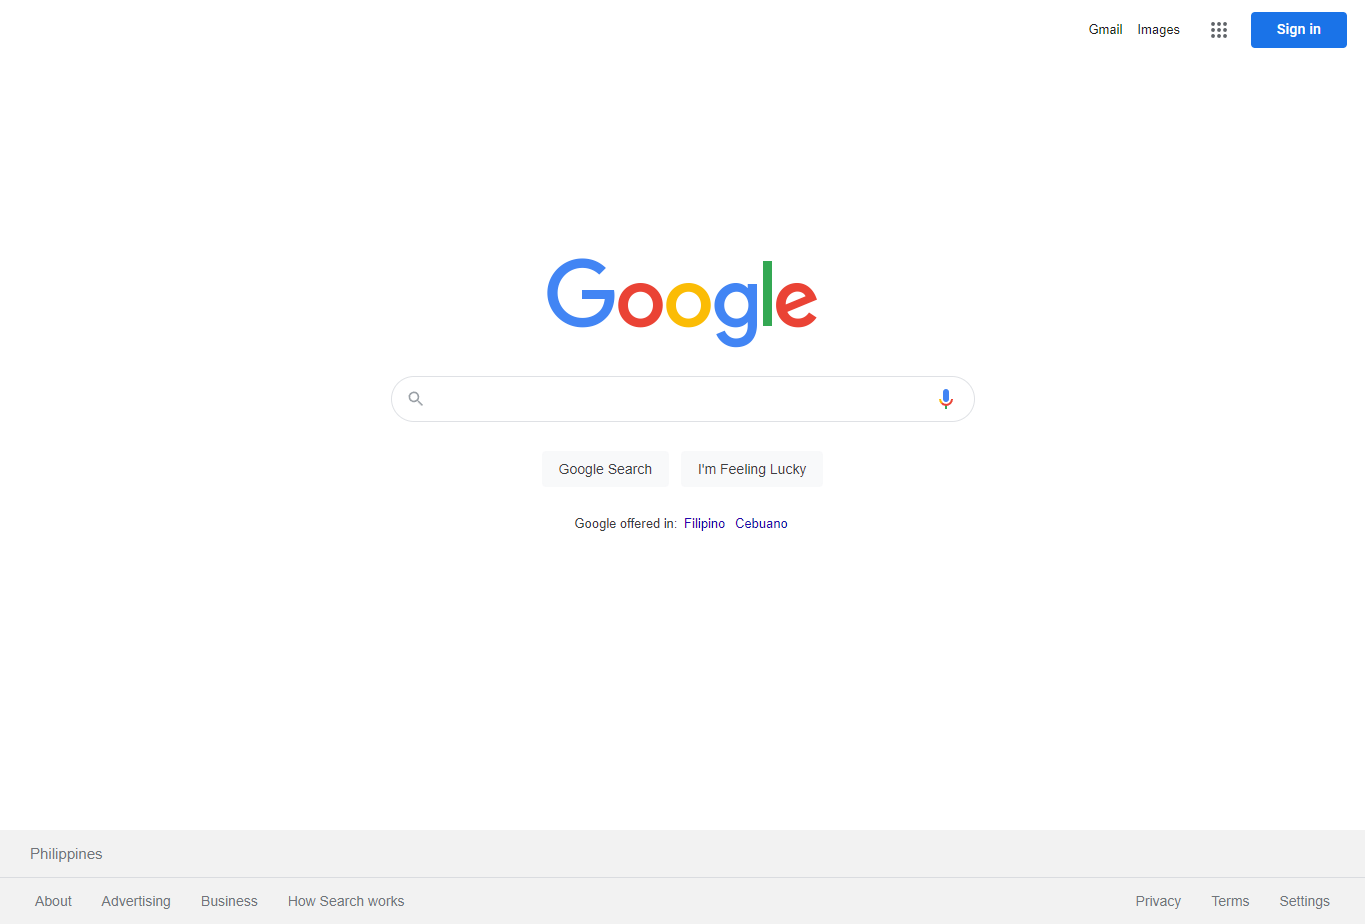 Gmail Images Sign in
Google
Google Search I'm Feeling Lucky
Google offered in: Filipino Cebuano
Philippines
About Advertising Business How Search works Privacy Terms Settings